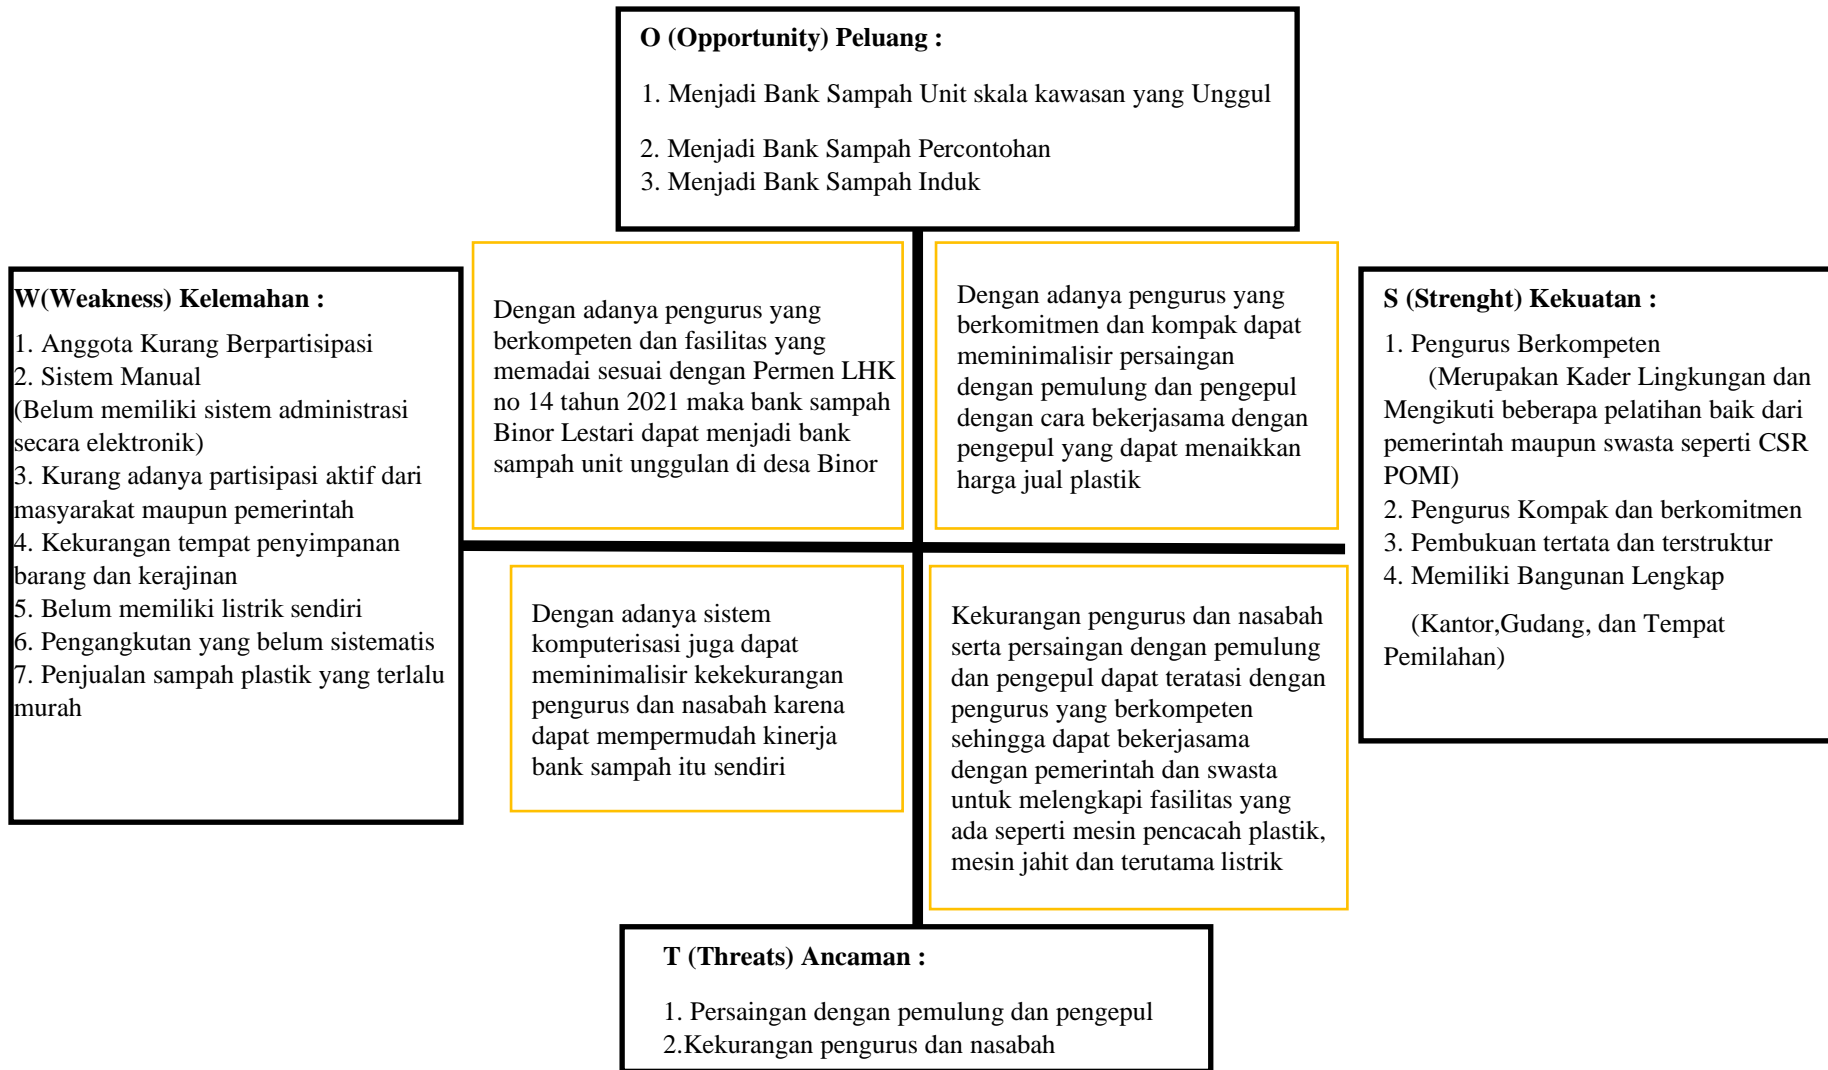 O (Opportunity) Peluang :
1. Menjadi Bank Sampah Unit skala kawasan yang Unggul
2. Menjadi Bank Sampah Percontohan
3. Menjadi Bank Sampah Induk
W(Weakness) Kelemahan :
1. Anggota Kurang Berpartisipasi
2. Sistem Manual
(Belum memiliki sistem administrasi
secara elektronik)
3. Kurang adanya partisipasi aktif dari
masyarakat maupun pemerintah
4. Kekurangan tempat penyimpanan
barang dan kerajinan
5. Belum memiliki listrik sendiri
6. Pengangkutan yang belum sistematis
7. Penjualan sampah plastik yang terlalu
murah
Dengan adanya pengurus yang
berkompeten dan fasilitas yang
memadai sesuai dengan Permen LHK
no 14 tahun 2021 maka bank sampah
Binor Lestari dapat menjadi bank
sampah unit unggulan di desa Binor
Dengan adanya pengurus yang
berkomitmen dan kompak dapat
meminimalisir persaingan
dengan pemulung dan pengepul
dengan cara bekerjasama dengan
pengepul yang dapat menaikkan
harga jual plastik
S (Strenght) Kekuatan :
1. Pengurus Berkompeten
(Merupakan Kader Lingkungan dan
Mengikuti beberapa pelatihan baik dari
pemerintah maupun swasta seperti CSR
POMI)
2. Pengurus Kompak dan berkomitmen
3. Pembukuan tertata dan terstruktur
4. Memiliki Bangunan Lengkap
(Kantor,Gudang, dan Tempat
Pemilahan)
Dengan adanya sistem
komputerisasi juga dapat
meminimalisir kekekurangan
pengurus dan nasabah karena
dapat mempermudah kinerja
bank sampah itu sendiri
Kekurangan pengurus dan nasabah
serta persaingan dengan pemulung
dan pengepul dapat teratasi dengan
pengurus yang berkompeten
sehingga dapat bekerjasama
dengan pemerintah dan swasta
untuk melengkapi fasilitas yang
ada seperti mesin pencacah plastik,
mesin jahit dan terutama listrik
T (Threats) Ancaman :
1. Persaingan dengan pemulung dan pengepul
2.Kekurangan pengurus dan nasabah